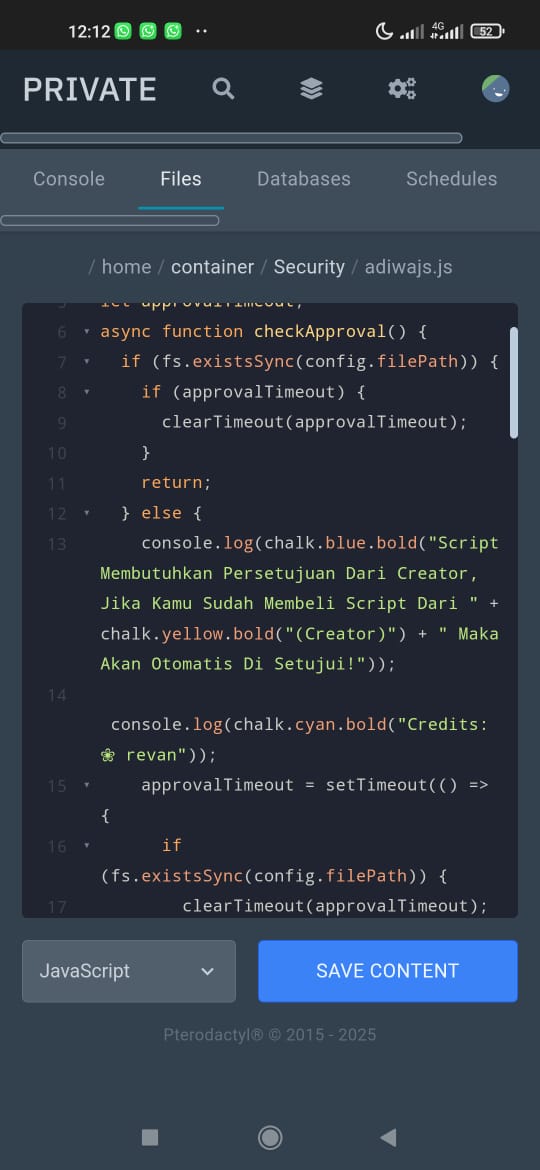 12:12
4G
52
PRIVATE
Console Files Databases Schedules
/ home / container / Security / adiwajs.js
5 let approvalTimeout;
6 async function checkApproval() {
7 if (fs.existsSync(config.filePath)) {
8 if (approvalTimeout) {
9 clearTimeout(approvalTimeout);
10 }
11 return;
12 } else {
13 console.log(chalk.blue.bold("Script
Membutuhkan Persetujuan Dari Creator,
Jika Kamu Sudah Membeli Script Dari " +
chalk.yellow.bold("(Creator)") + " Maka
Akan Otomatis Di Setujui!"));
14
console.log(chalk.cyan.bold("Credits:
❀ revan"));
15 approvalTimeout = setTimeout(() =>
{
16 if
(fs.existsSync(config.filePath)) {
17 clearTimeout(approvalTimeout);
JavaScript
SAVE CONTENT
Pterodactyl® © 2015 - 2025